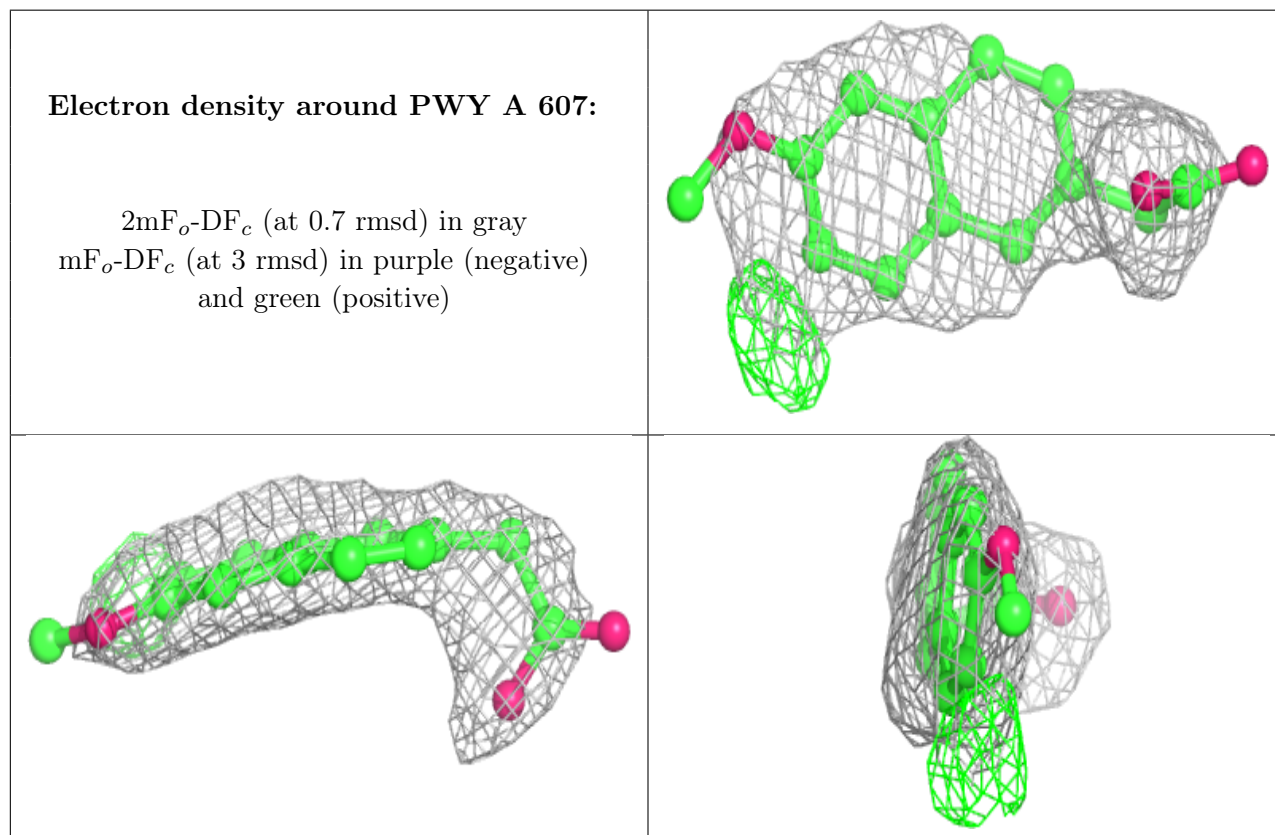 Electron density around PWY A 607:
2mFo-DFc (at 0.7 rmsd) in gray
mFo-DFc (at 3 rmsd) in purple (negative)
and green (positive)